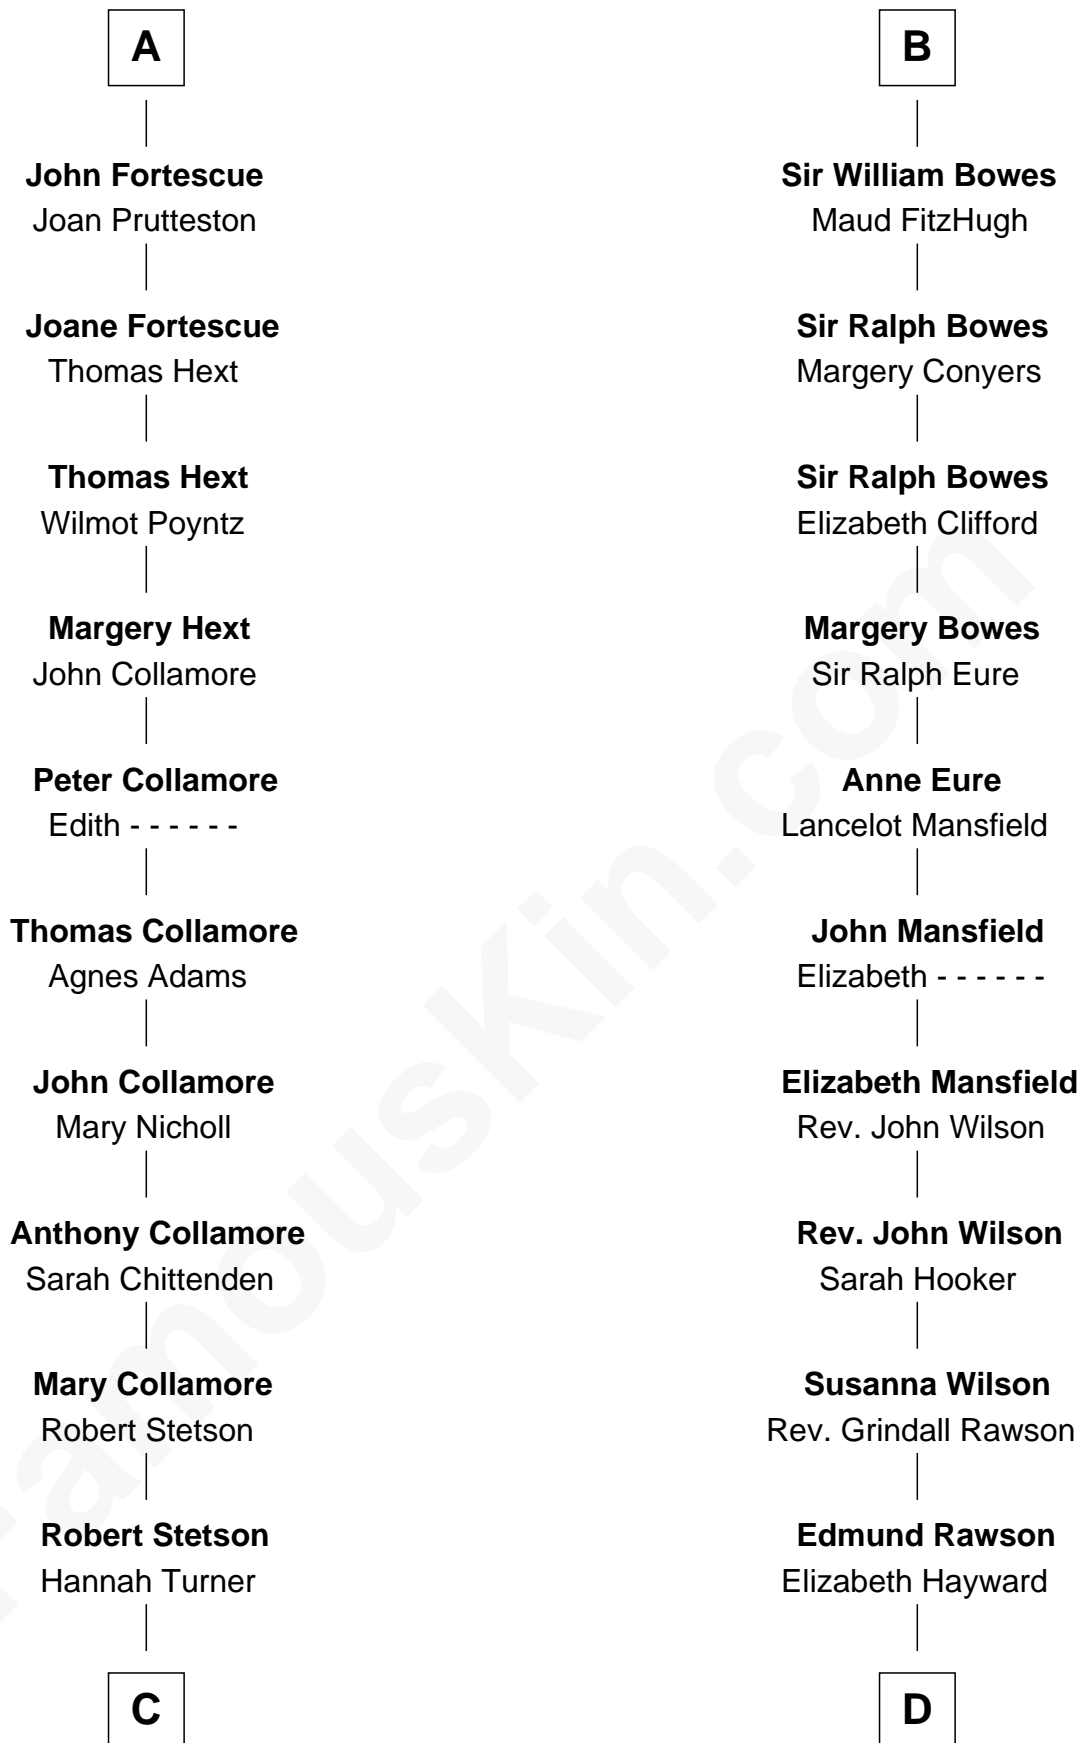 A
John Fortescue
Joan Prutteston
Joane Fortescue
Thomas Hext
Thomas Hext
Wilmot Poyntz
Margery Hext
John Collamore
Peter Collamore
Edith - - - - - -
Thomas Collamore
Agnes Adams
John Collamore
Mary Nicholl
Anthony Collamore
Sarah Chittenden
Mary Collamore
Robert Stetson
Robert Stetson
Hannah Turner
C
B
Sir William Bowes
Maud FitzHugh
Sir Ralph Bowes
Margery Conyers
Sir Ralph Bowes
Elizabeth Clifford
Margery Bowes
Sir Ralph Eure
Anne Eure
Lancelot Mansfield
John Mansfield
Elizabeth - - - - - -
Elizabeth Mansfield
Rev. John Wilson
Rev. John Wilson
Sarah Hooker
Susanna Wilson
Rev. Grindall Rawson
Edmund Rawson
Elizabeth Hayward
D
FamousKin.com